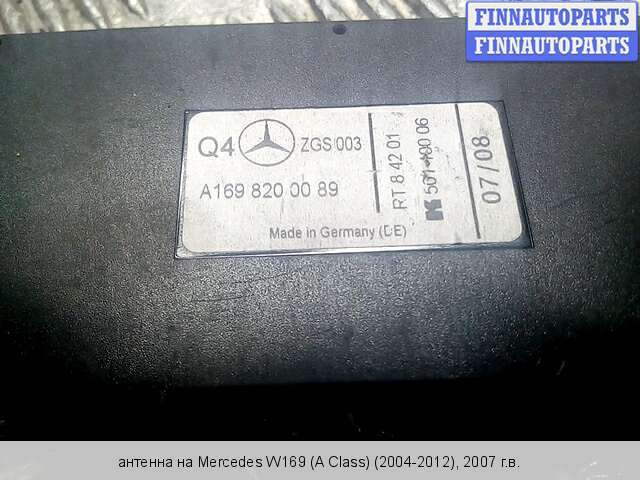 FINNAUTOPARTS
FINNAUTOPARTS
Q4 ZGS 003
A169 820 00 89
Made in Germany (DE)
RT 8 42 01
07/08
антенна на Mercedes W169 (A Class) (2004-2012), 2007 г.в.